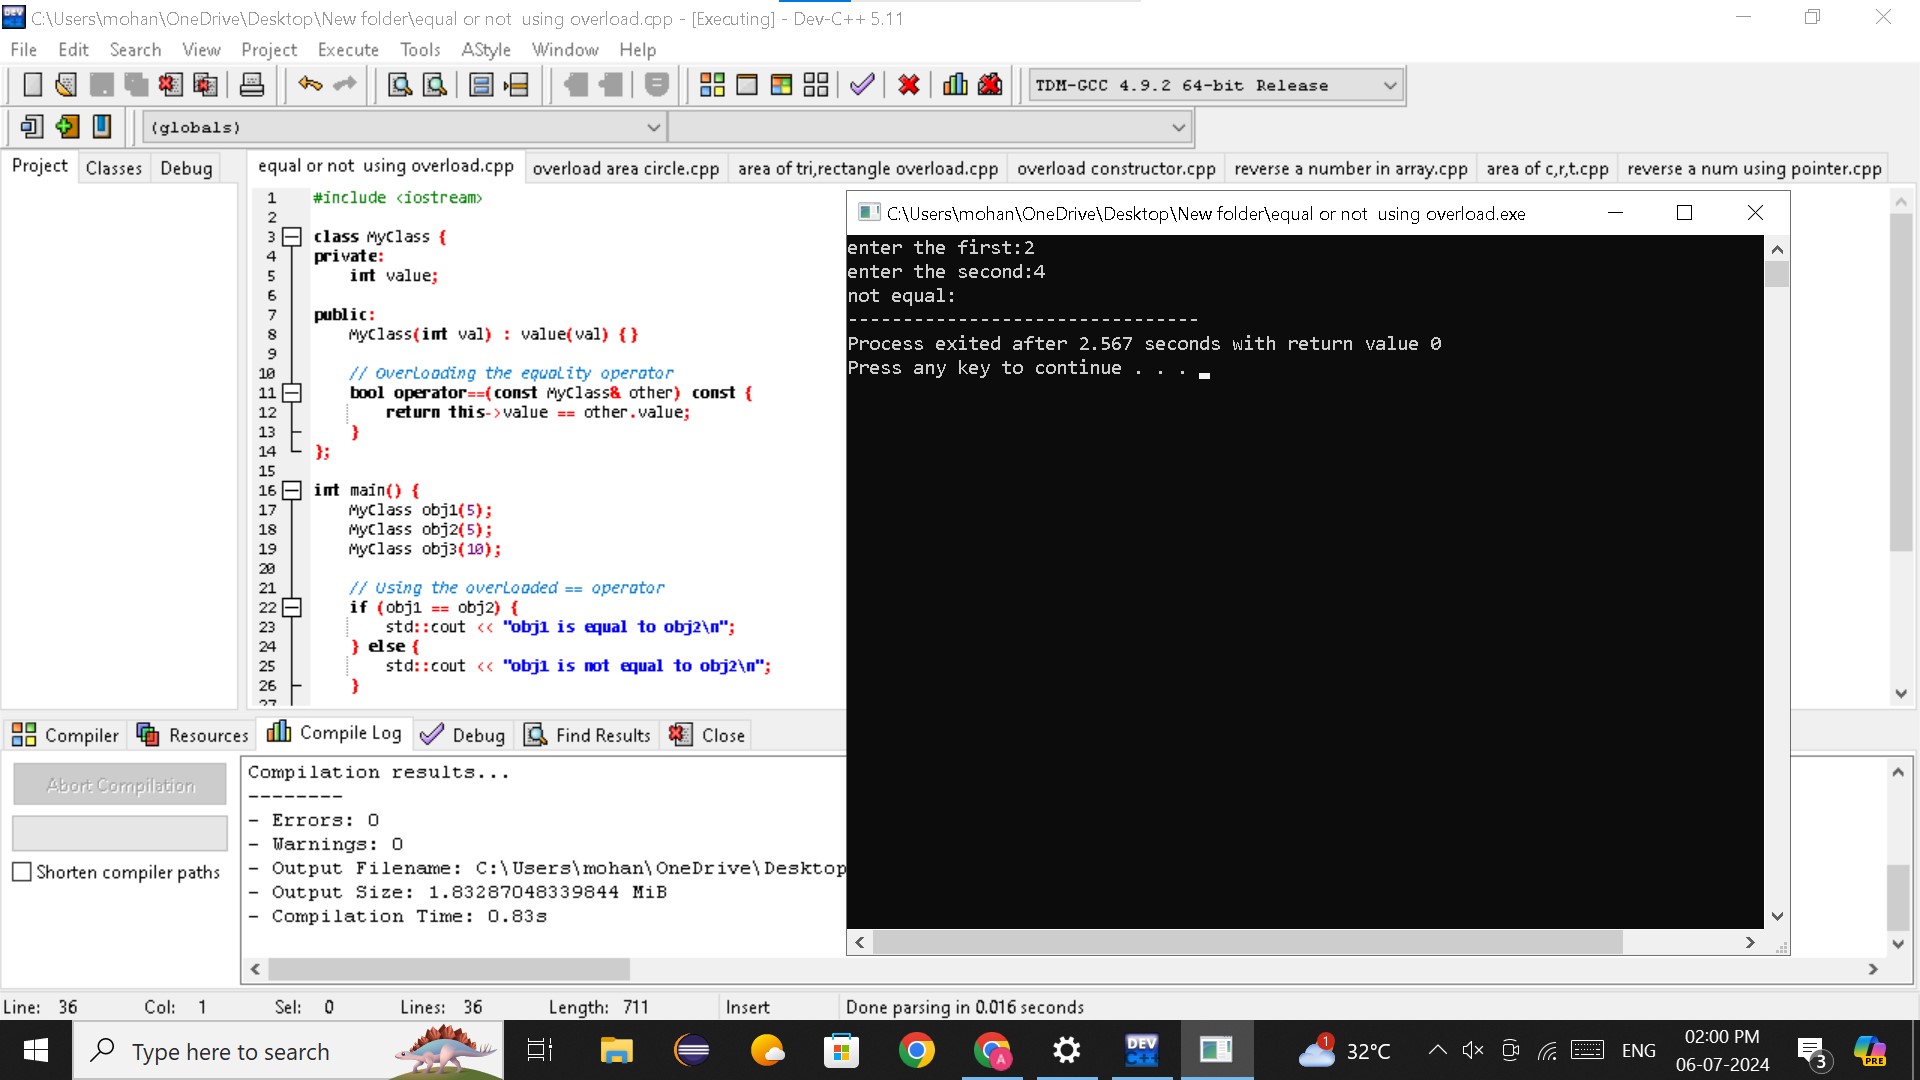 C:\Users\mohan\OneDrive\Desktop\New folder\equal or not  using overload.cpp - [Executing] - Dev-C++ 5.11
File Edit Search View Project Execute Tools AStyle Window Help
TDM-GCC 4.9.2 64-bit Release
(globals)
Project Classes Debug
equal or not  using overload.cpp overload area circle.cpp area of tri,rectangle overload.cpp overload constructor.cpp reverse a number in array.cpp area of c,r,t.cpp reverse a num using pointer.cpp
1 #include <iostream>
2
3 class MyClass {
4 private:
5     int value;
6
7 public:
8     MyClass(int val) : value(val) {}
9
10     // Overloading the equality operator
11     bool operator==(const MyClass& other) const {
12         return this->value == other.value;
13     }
14 };
15
16 int main() {
17     MyClass obj1(5);
18     MyClass obj2(5);
19     MyClass obj3(10);
20
21     // Using the overloaded == operator
22     if (obj1 == obj2) {
23         std::cout << "obj1 is equal to obj2\n";
24     } else {
25         std::cout << "obj1 is not equal to obj2\n";
26     }
27
C:\Users\mohan\OneDrive\Desktop\New folder\equal or not  using overload.exe
enter the first:2
enter the second:4
not equal:
--------------------------------
Process exited after 2.567 seconds with return value 0
Press any key to continue . . .
Compiler Resources Compile Log Debug Find Results Close
Abort Compilation
Shorten compiler paths
Compilation results...
--------
- Errors: 0
- Warnings: 0
- Output Filename: C:\Users\mohan\OneDrive\Desktop
- Output Size: 1.83287048339844 MiB
- Compilation Time: 0.83s
Line: 36 Col: 1 Sel: 0 Lines: 36 Length: 711 Insert Done parsing in 0.016 seconds
Type here to search
DEV C++
A
1
32°C
ENG
02:00 PM
06-07-2024
3
PRE